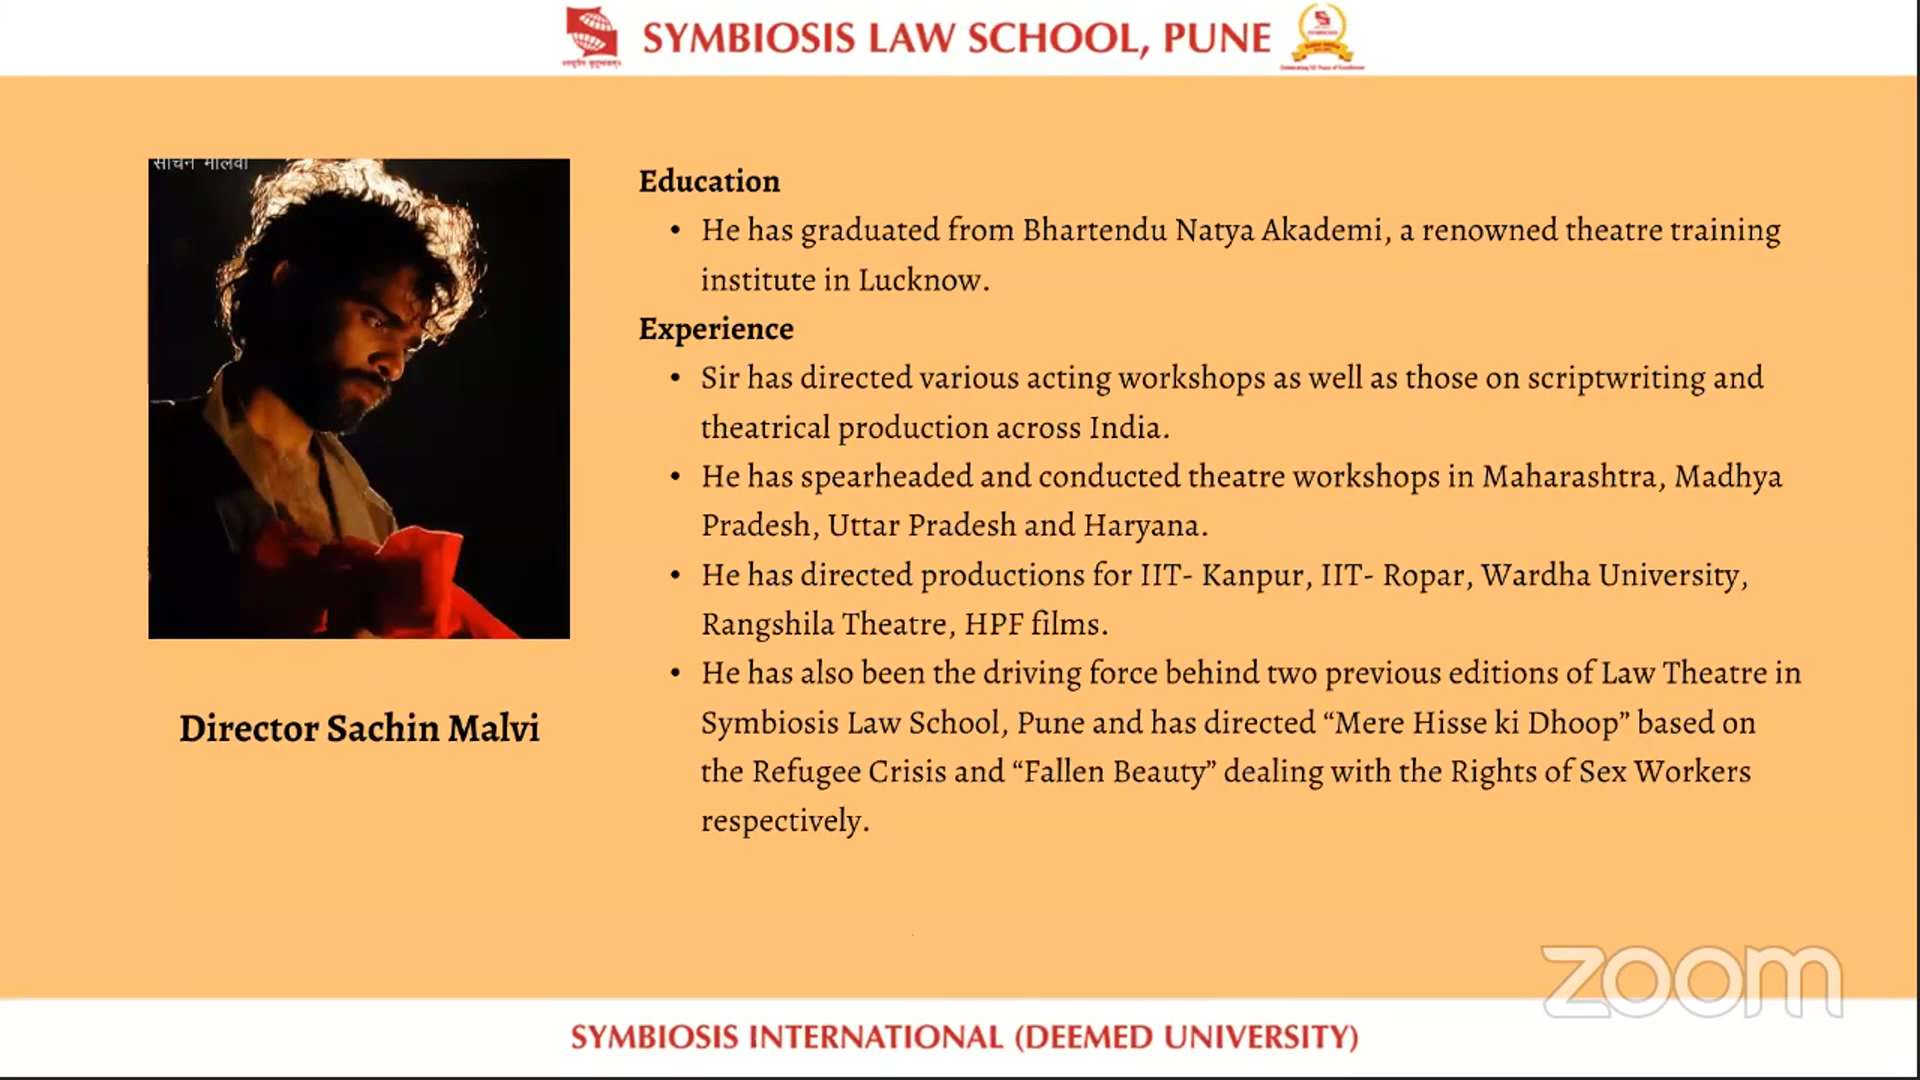 SYMBIOSIS LAW SCHOOL, PUNE
सचिन मालवी
Education
• He has graduated from Bhartendu Natya Akademi, a renowned theatre training
institute in Lucknow.
Experience
• Sir has directed various acting workshops as well as those on scriptwriting and
theatrical production across India.
• He has spearheaded and conducted theatre workshops in Maharashtra, Madhya
Pradesh, Uttar Pradesh and Haryana.
• He has directed productions for IIT- Kanpur, IIT- Ropar, Wardha University,
Rangshila Theatre, HPF films.
• He has also been the driving force behind two previous editions of Law Theatre in
Symbiosis Law School, Pune and has directed “Mere Hisse ki Dhoop” based on
the Refugee Crisis and “Fallen Beauty” dealing with the Rights of Sex Workers
respectively.
Director Sachin Malvi
zoom
SYMBIOSIS INTERNATIONAL (DEEMED UNIVERSITY)